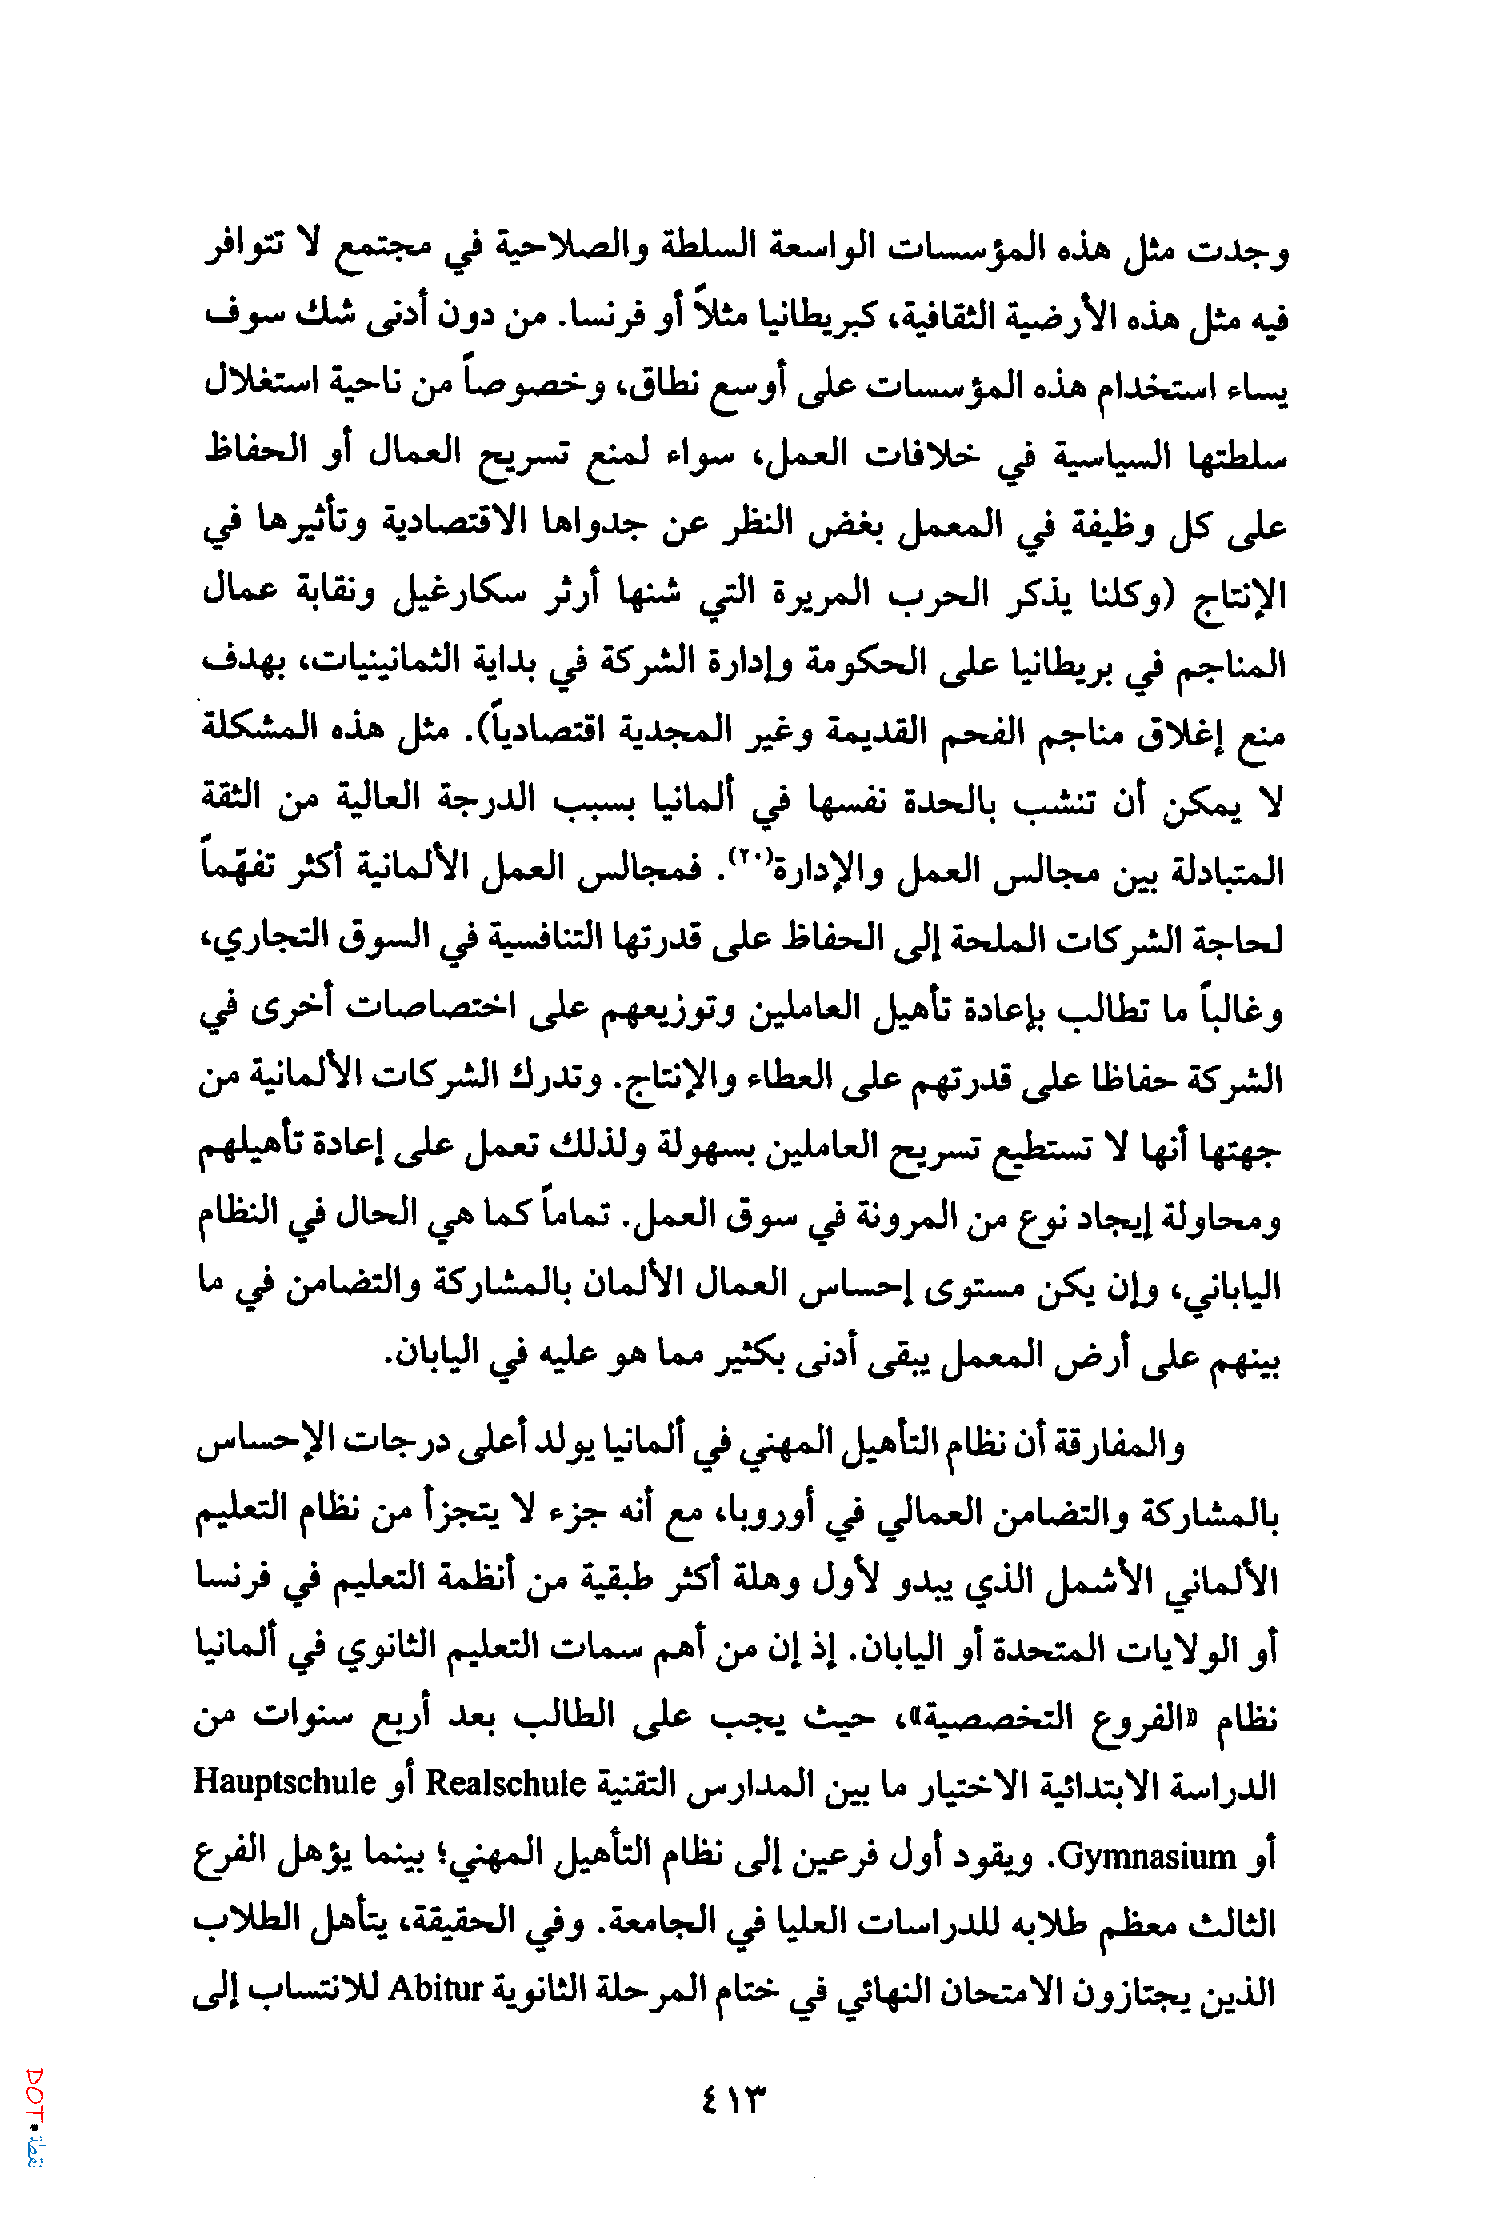 وجدت مثل هذه المؤسسات الواسعة السلطة والصلاحية في مجتمع لا تتوافر
فيه مثل هذه الأرضية الثقافية، كبريطانيا مثلاً أو فرنسا. من دون أدنى شك سوف
يساء استخدام هذه المؤسسات على أوسع نطاق، وخصوصاً من ناحية استغلال
سلطتها السياسية في خلافات العمل، سواء لمنع تسريح العمال أو الحفاظ
على كل وظيفة في المعمل بغض النظر عن جدواها الاقتصادية وتأثيرها في
الإنتاج (وكلنا يذكر الحرب المريرة التي شنها أرثر سكارغيل ونقابة عمال
المناجم في بريطانيا على الحكومة وإدارة الشركة في بداية الثمانينيات، بهدف
منع إغلاق مناجم الفحم القديمة وغير المجدية اقتصادياً). مثل هذه المشكلة
لا يمكن أن تنشب بالحدة نفسها في ألمانيا بسبب الدرجة العالية من الثقة
المتبادلة بين مجالس العمل والإدارة(٢٠). فمجالس العمل الألمانية أكثر تفهّماً
لحاجة الشركات الملحة إلى الحفاظ على قدرتها التنافسية في السوق التجاري،
وغالباً ما تطالب بإعادة تأهيل العاملين وتوزيعهم على اختصاصات أخرى في
الشركة حفاظا على قدرتهم على العطاء والإنتاج. وتدرك الشركات الألمانية من
جهتها أنها لا تستطيع تسريح العاملين بسهولة ولذلك تعمل على إعادة تأهيلهم
ومحاولة إيجاد نوع من المرونة في سوق العمل. تماماً كما هي الحال في النظام
الياباني، وإن يكن مستوى إحساس العمال الألمان بالمشاركة والتضامن في ما
بينهم على أرض المعمل يبقى أدنى بكثير مما هو عليه في اليابان.
والمفارقة أن نظام التأهيل المهني في ألمانيا يولد أعلى درجات الإحساس
بالمشاركة والتضامن العمالي في أوروبا، مع أنه جزء لا يتجزأ من نظام التعليم
الألماني الأشمل الذي يبدو لأول وهلة أكثر طبقية من أنظمة التعليم في فرنسا
أو الولايات المتحدة أو اليابان. إذ إن من أهم سمات التعليم الثانوي في ألمانيا
نظام «الفروع التخصصية»، حيث يجب على الطالب بعد أربع سنوات من
الدراسة الابتدائية الاختيار ما بين المدارس التقنية Realschule أو Hauptschule
أو Gymnasium. ويقود أول فرعين إلى نظام التأهيل المهني؛ بينما يؤهل الفرع
الثالث معظم طلابه للدراسات العليا في الجامعة. وفي الحقيقة، يتأهل الطلاب
الذين يجتازون الامتحان النهائي في ختام المرحلة الثانوية Abitur للانتساب إلى
٤١٣
DOT•نقطة